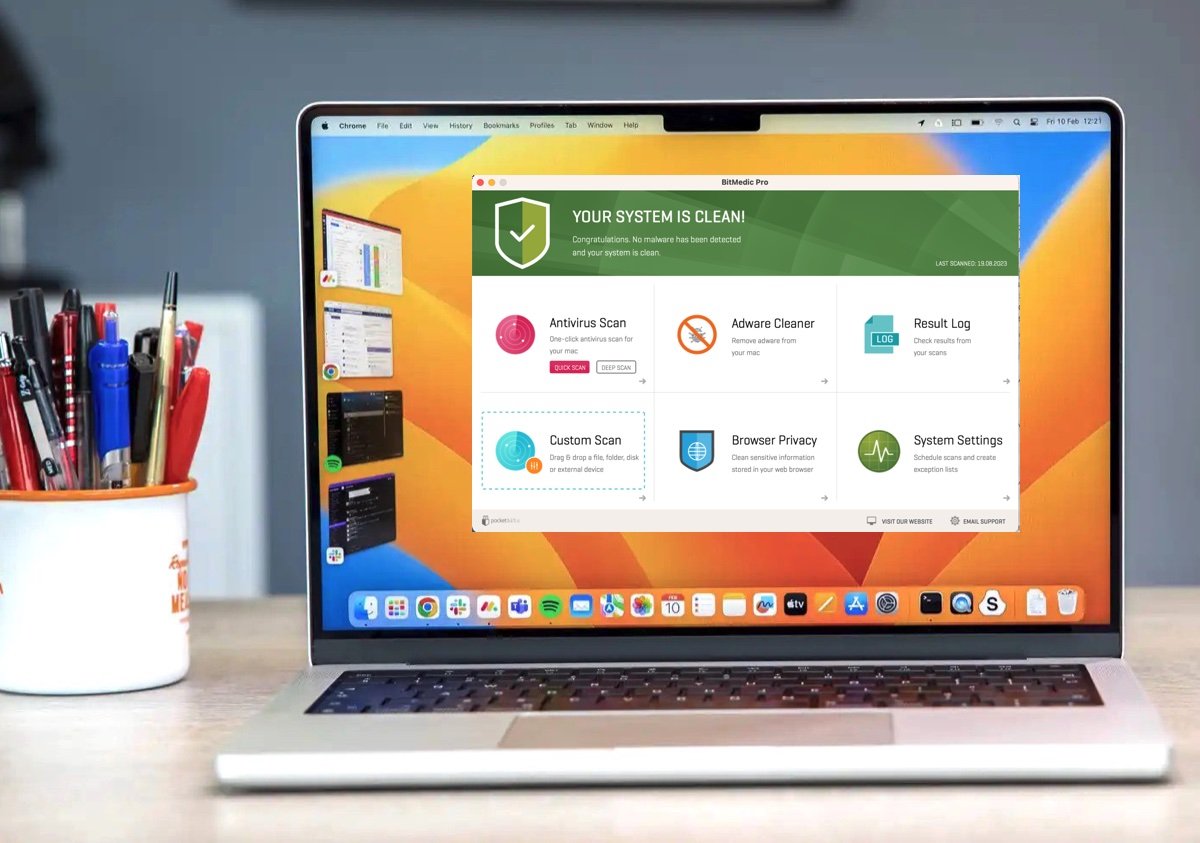 Chrome File Edit View History Bookmarks Profiles Tab Window Help
Fri 10 Feb 12:21
BitMedic Pro
YOUR SYSTEM IS CLEAN!
Congratulations. No malware has been detected
and your system is clean.
LAST SCANNED: 19.08.2023
Antivirus Scan
One-click antivirus scan for
your mac
QUICK SCAN DEEP SCAN
Adware Cleaner
Remove adware from
your mac
Result Log
Check results from
your scans
LOG
Custom Scan
Drag & drop a file, folder, disk
or external device
Browser Privacy
Clean sensitive information
stored in your web browser
System Settings
Schedule scans and create
exception lists
pocketbits
VISIT OUR WEBSITE
EMAIL SUPPORT
FEB
10
tv
S
NO